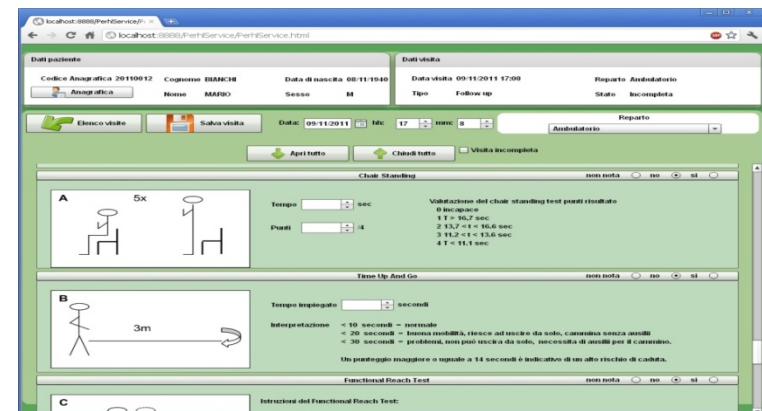 localhost:8888/PerhlService/P
localhost:8888/PerhlService/PerhlService.html
Dati paziente
Dati visita
Codice Anagrafica 20110012 Cognome BIANCHI Data di nascita 08/11/1940
Data visita 09/11/2011 17:08 Reparto Ambulatorio
Anagrafica Nome MARIO Sesso M
Tipo Follow up Stato Incompleta
Elenco visite Salva visita Data: 09/11/2011 hh: 17 mm: 8
Reparto
Ambulatorio
Apri tutto Chiudi tutto Visita incompleta
Chair Standing non nota no si
A 5x
Tempo sec
Punti /4
Valutazione del chair standing test punti risultato
0 incapace
1 T > 16,7 sec
2 13,7 < t < 16,6 sec
3 11,2 < t < 13,6 sec
4 T < 11,1 sec
Time Up And Go non nota no si
B
3m
Tempo impiegato secondi
Interpretazione < 10 secondi = normale
< 20 secondi = buona mobilità, riesce ad uscire da solo, cammina senza ausilii
< 30 secondi = problemi, non può uscira da solo, necessita di ausilii per il cammino.
Un punteggio maggiore o uguale a 14 secondi è indicativo di un alto rischio di caduta.
Functional Reach Test non nota no si
C
Istruzioni del Functional Reach Test: